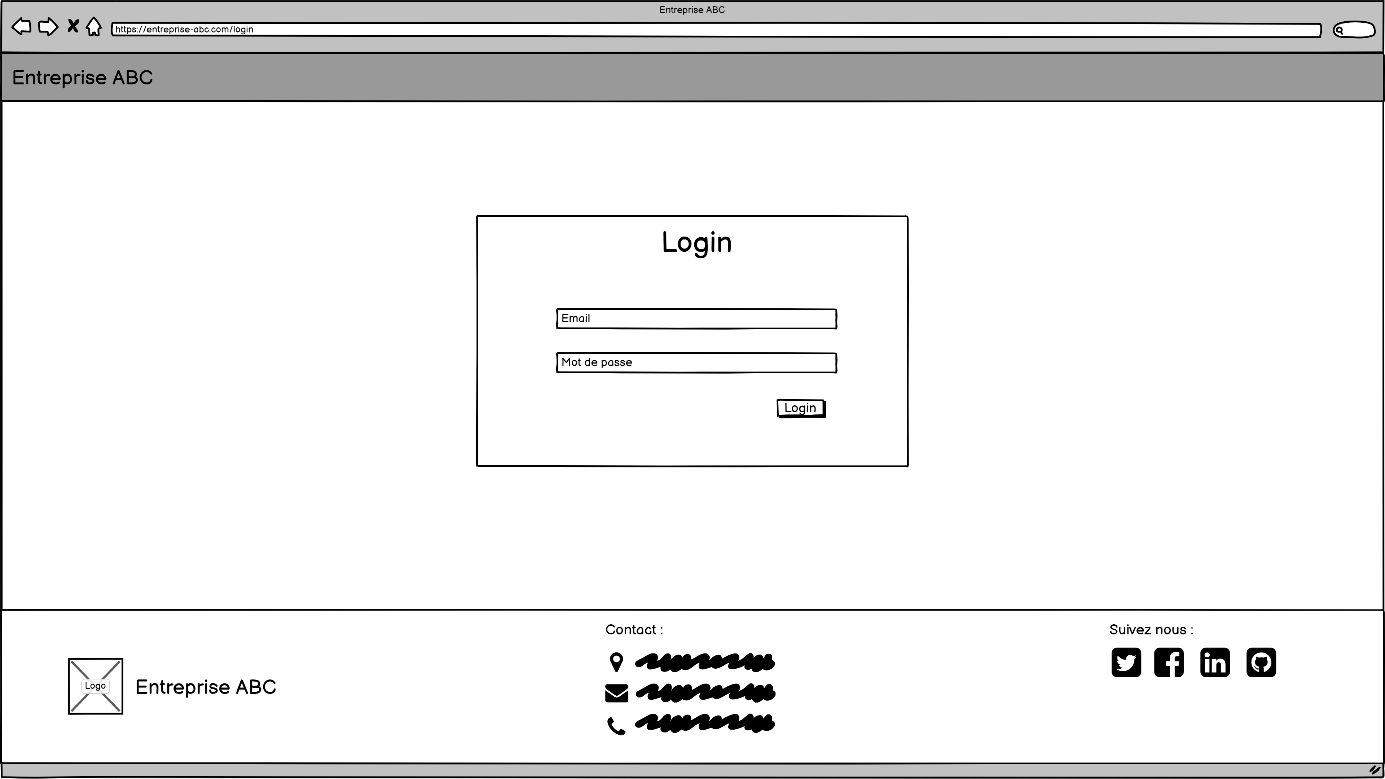 Entreprise ABC
https://entreprise-abc.com/login
Entreprise ABC
Login
Email
Mot de passe
Login
Logo
Entreprise ABC
Contact :
Suivez nous :